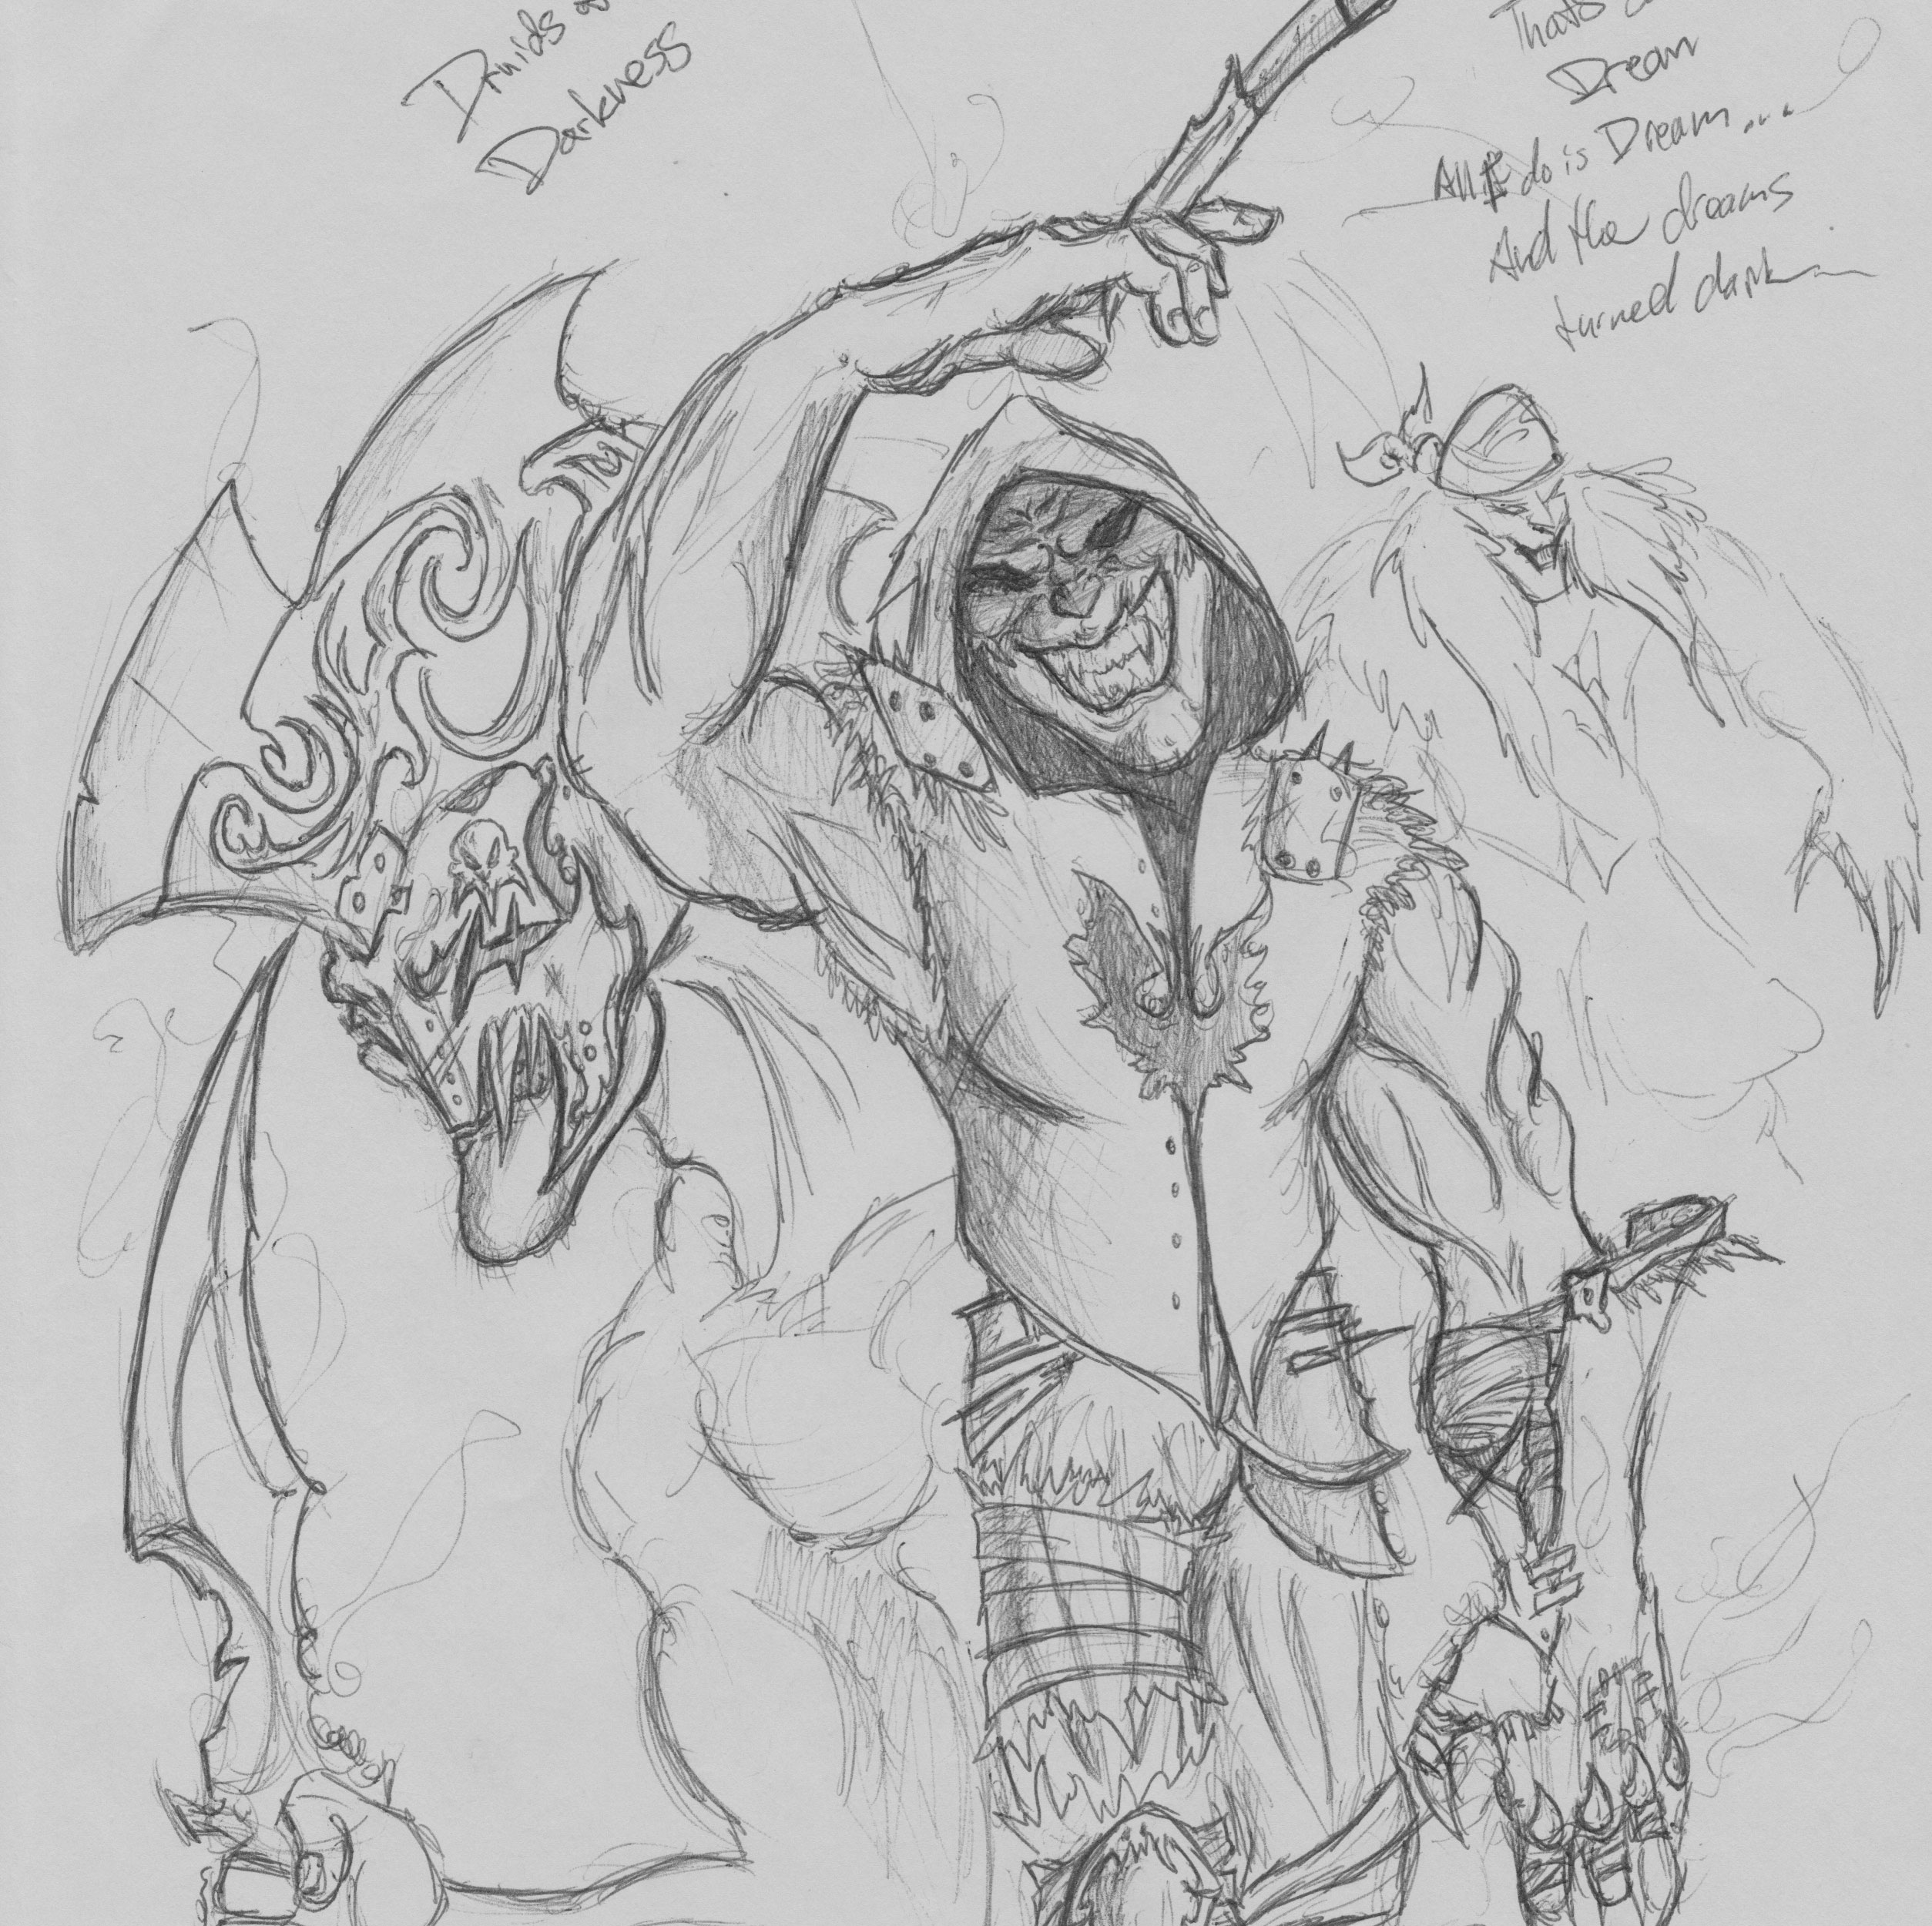 Druids
Darkness
Thats
Dream
All I do is Dream...
And the dreams
turned dark